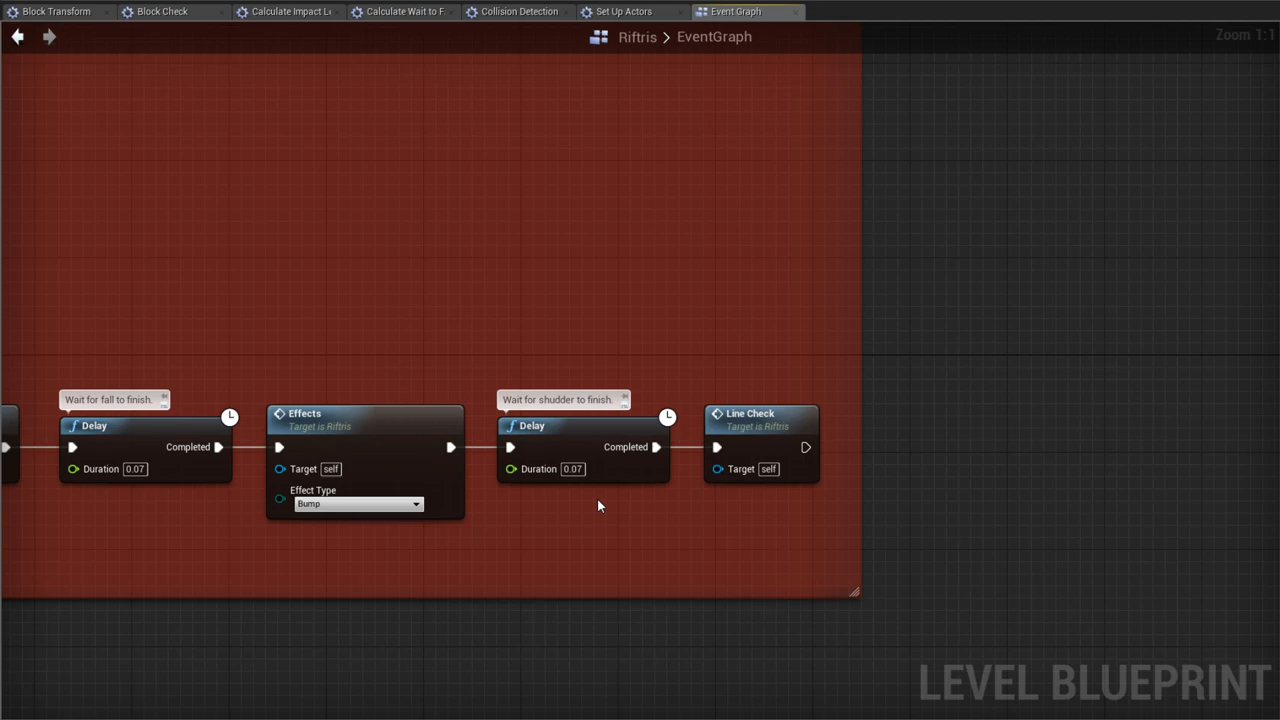 Block Transform
Block Check
Calculate Impact L
Calculate Wait to F
Collision Detection
Set Up Actors
Event Graph
Riftris > EventGraph
Zoom 1:1
Wait for fall to finish.
Delay
Completed
Duration 0.07
Effects
Target is Riftris
Target self
Effect Type
Bump
Wait for shudder to finish.
Delay
Completed
Duration 0.07
Line Check
Target is Riftris
Target self
LEVEL BLUEPRINT